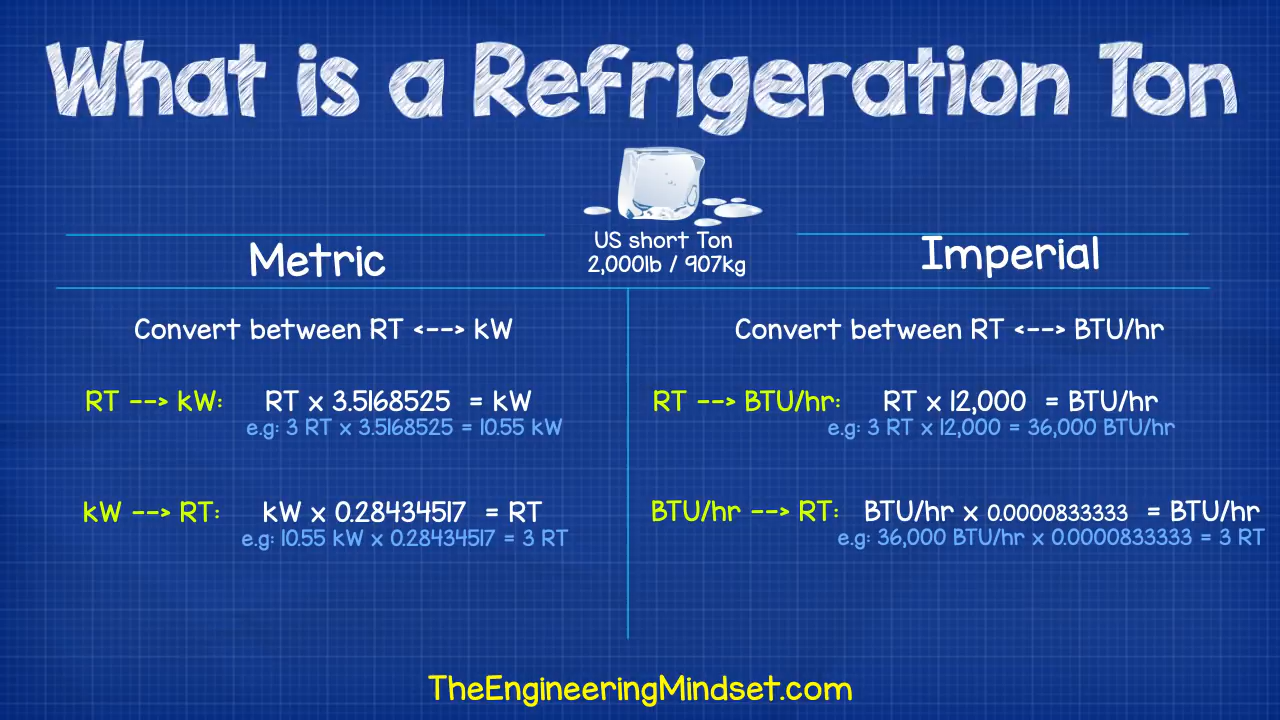 What is a Refrigeration Ton
US short Ton
2,000lb / 907kg
Metric
Convert between RT <--> kW
RT --> kW: RT x 3.5168525 = kW
e.g: 3 RT x 3.5168525 = 10.55 kW
kW --> RT: kW x 0.28434517 = RT
e.g: 10.55 kW x 0.28434517 = 3 RT
Imperial
Convert between RT <--> BTU/hr
RT --> BTU/hr: RT x 12,000 = BTU/hr
e.g: 3 RT x 12,000 = 36,000 BTU/hr
BTU/hr --> RT: BTU/hr x 0.0000833333 = BTU/hr
e.g: 36,000 BTU/hr x 0.0000833333 = 3 RT
TheEngineeringMindset.com